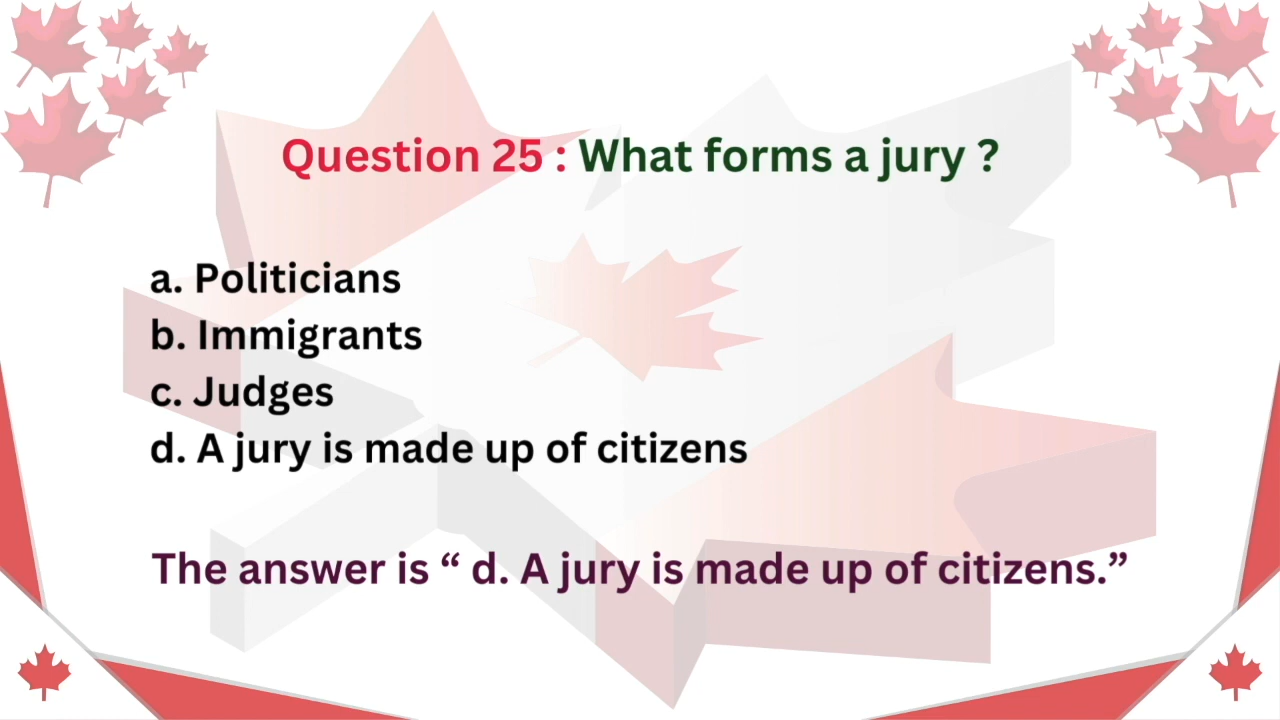 Question 25 : What forms a jury ?
a. Politicians
b. Immigrants
c. Judges
d. A jury is made up of citizens
The answer is “ d. A jury is made up of citizens.”